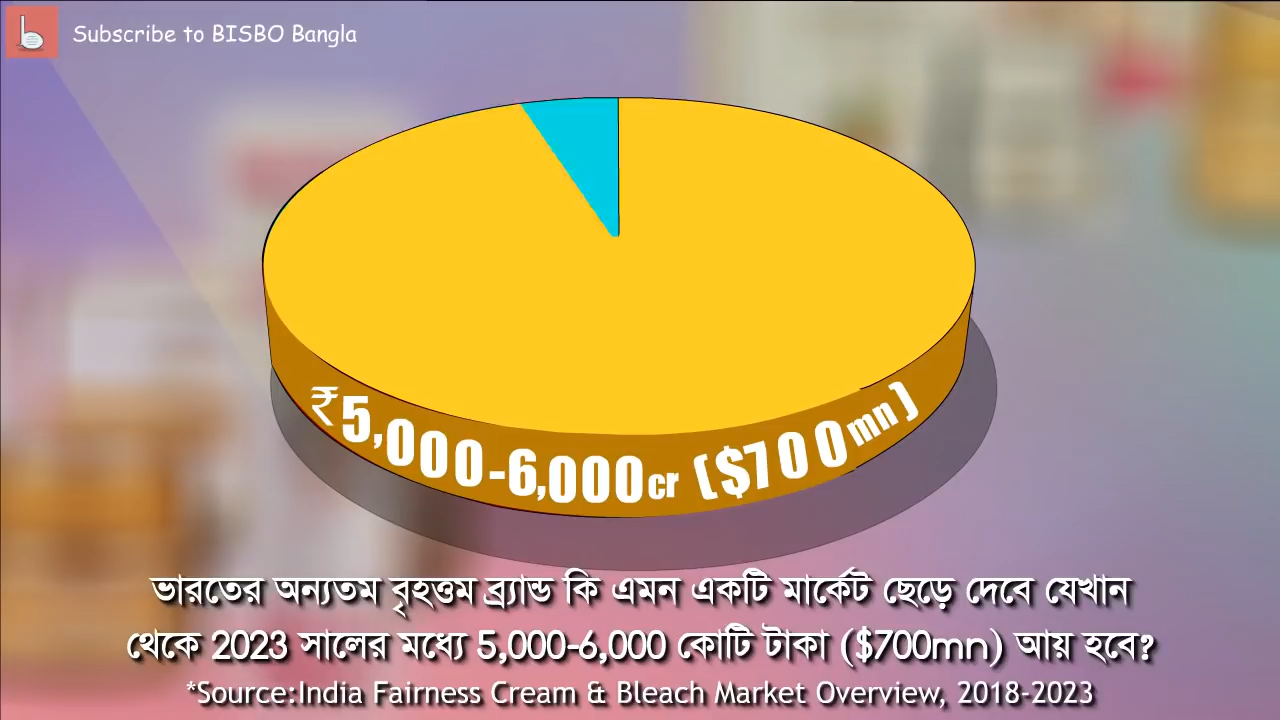 Subscribe to BISBO Bangla
₹5,000-6,000cr ($700mn)
ভারতের অন্যতম বৃহত্তম ব্র্যান্ড কি এমন একটি মার্কেট ছেড়ে দেবে যেখান
থেকে 2023 সালের মধ্যে 5,000-6,000 কোটি টাকা ($700mn) আয় হবে?
*Source:India Fairness Cream & Bleach Market Overview, 2018-2023